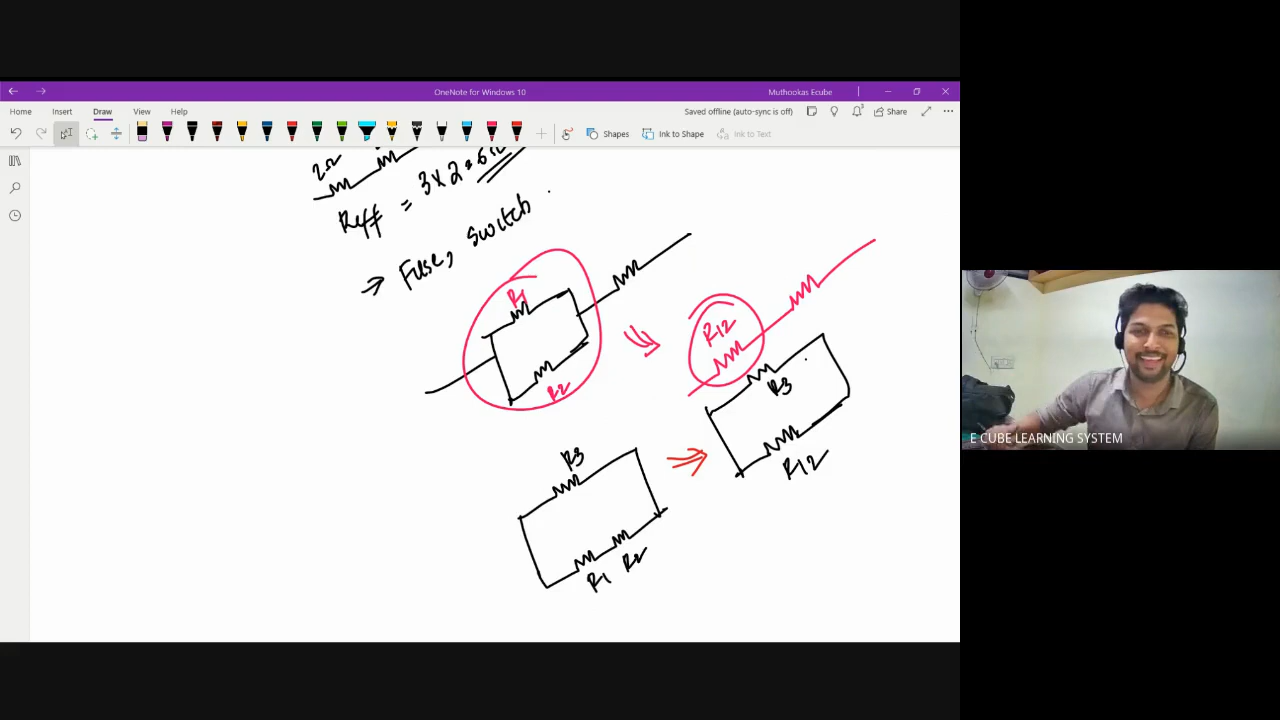 OneNote for Windows 10
Muthookas Ecube
Home
Insert
Draw
View
Help
Saved offline (auto-sync is off)
Share
Shapes
Ink to Shape
Ink to Text
2Ω
Reff = 3 x 2 = 6Ω
⇒ Fuse, Switch
R1
R2
R12
R3
R12
R3
R1 R2
E CUBE LEARNING SYSTEM